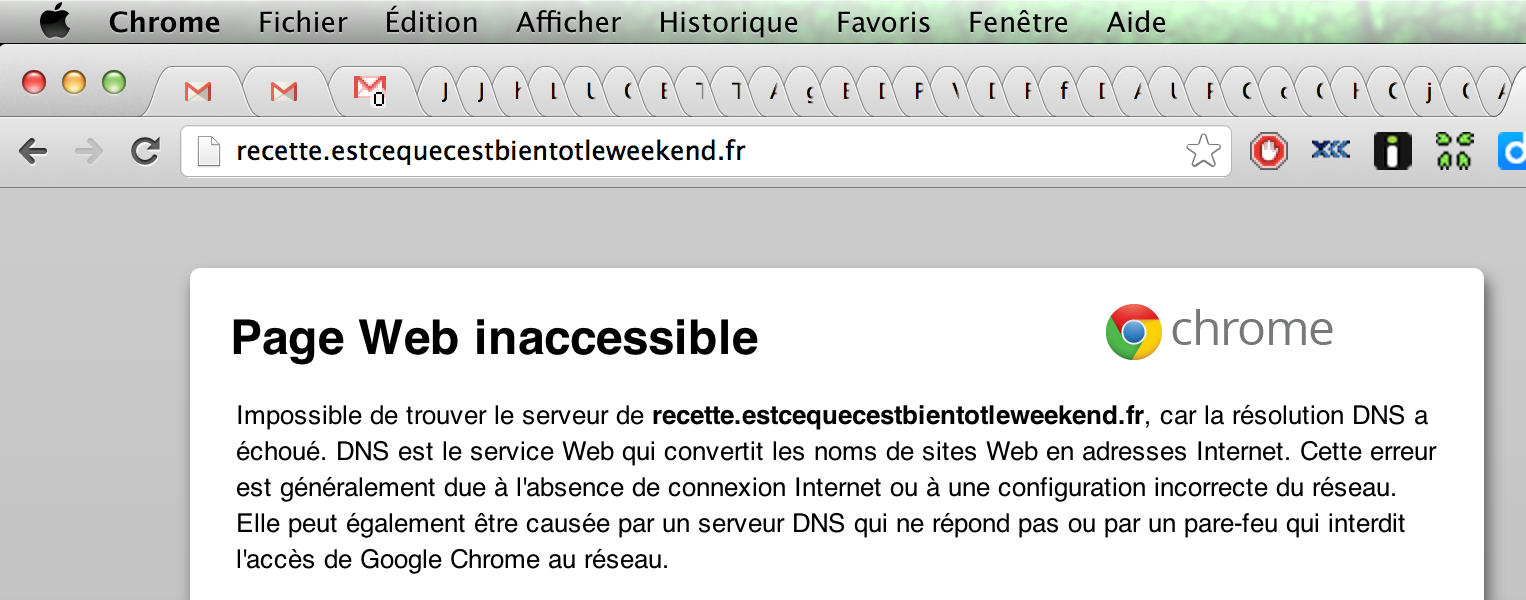 Chrome Fichier Édition Afficher Historique Favoris Fenêtre Aide
0 J J L g f j
recette.estcequecestbientotleweekend.fr
Page Web inaccessible
chrome
Impossible de trouver le serveur de recette.estcequecestbientotleweekend.fr, car la résolution DNS a
échoué. DNS est le service Web qui convertit les noms de sites Web en adresses Internet. Cette erreur
est généralement due à l'absence de connexion Internet ou à une configuration incorrecte du réseau.
Elle peut également être causée par un serveur DNS qui ne répond pas ou par un pare-feu qui interdit
l'accès de Google Chrome au réseau.